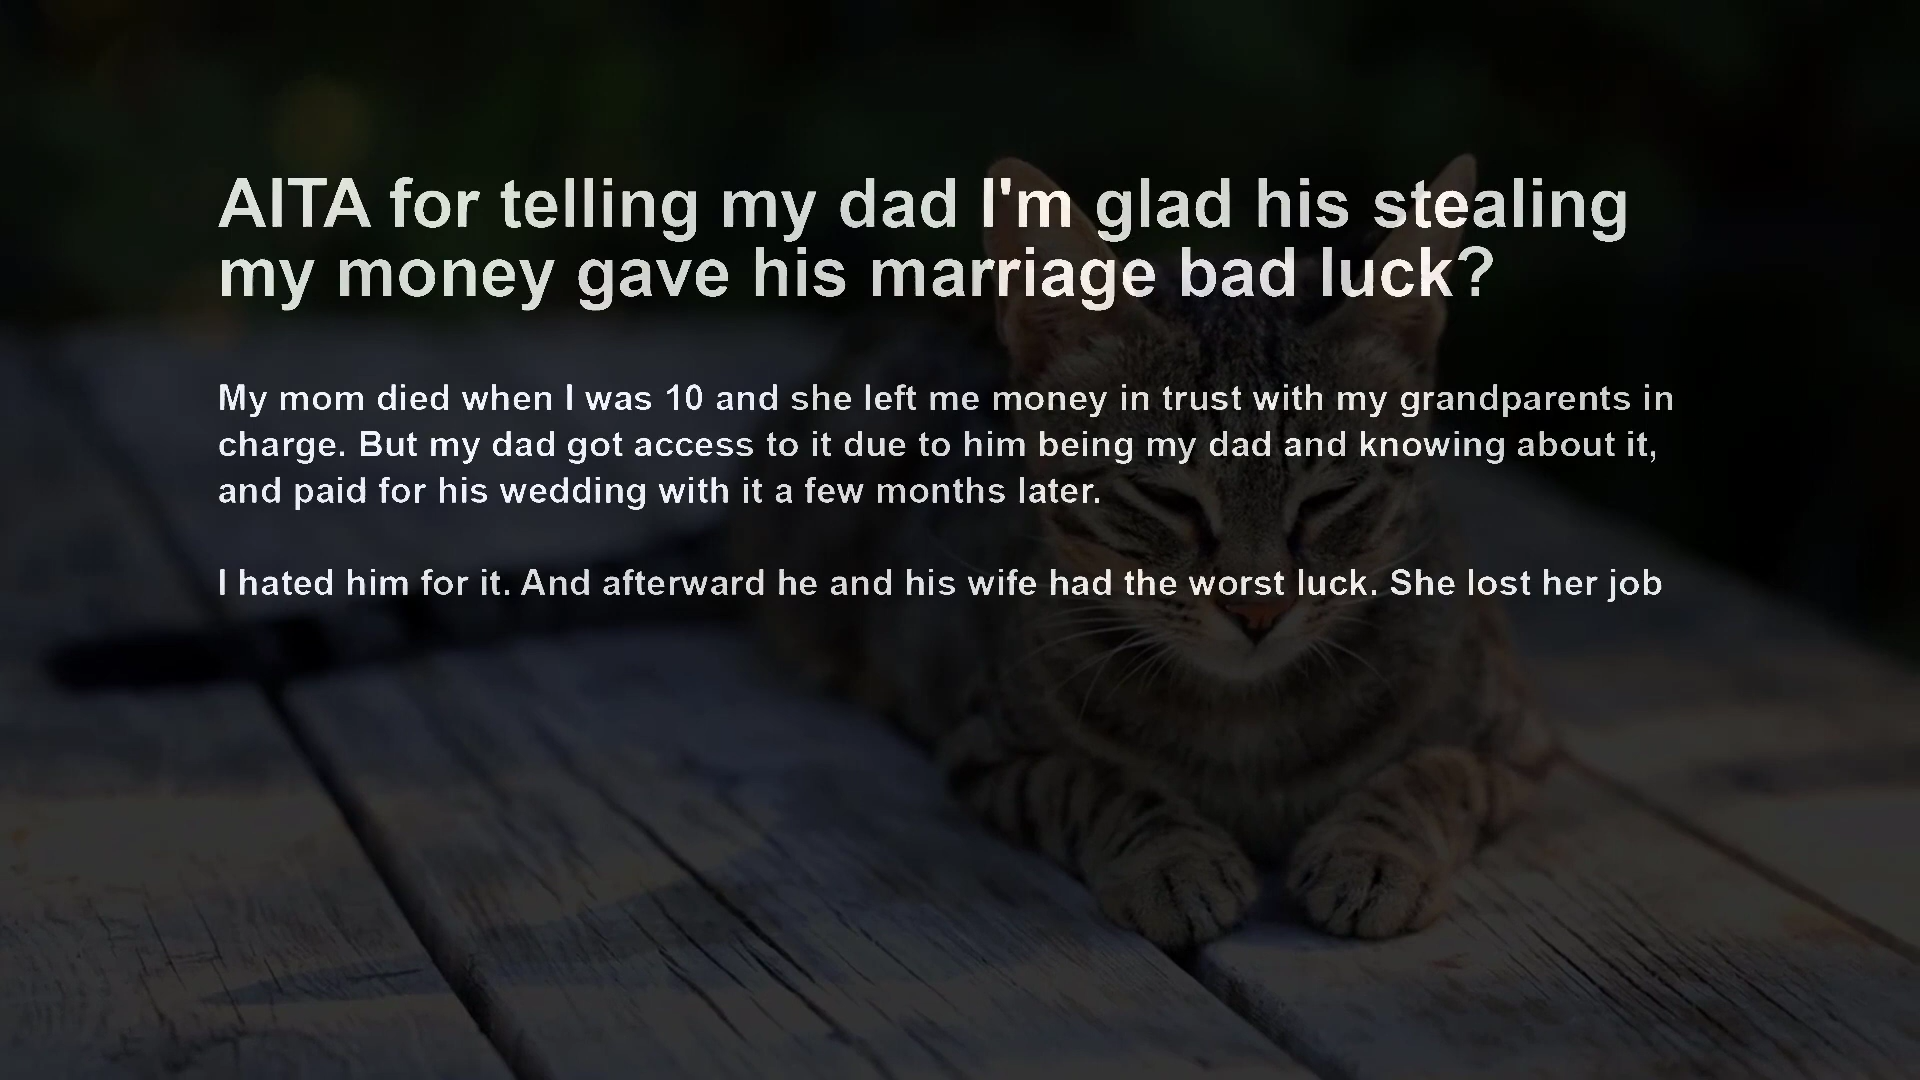 AITA for telling my dad I'm glad his stealing
my money gave his marriage bad luck?
My mom died when I was 10 and she left me money in trust with my grandparents in
charge. But my dad got access to it due to him being my dad and knowing about it,
and paid for his wedding with it a few months later.
I hated him for it. And afterward he and his wife had the worst luck. She lost her job